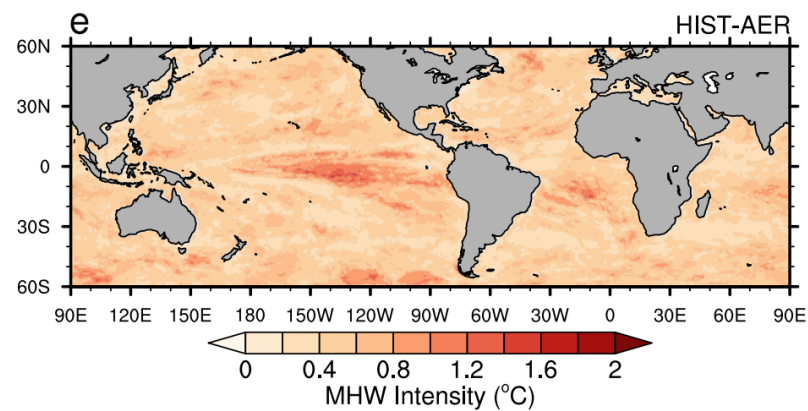 e HIST-AER
60N
30N
0
30S
60S
90E 120E 150E 180 150W 120W 90W 60W 30W 0 30E 60E 90E
0 0.4 0.8 1.2 1.6 2
MHW Intensity (°C)